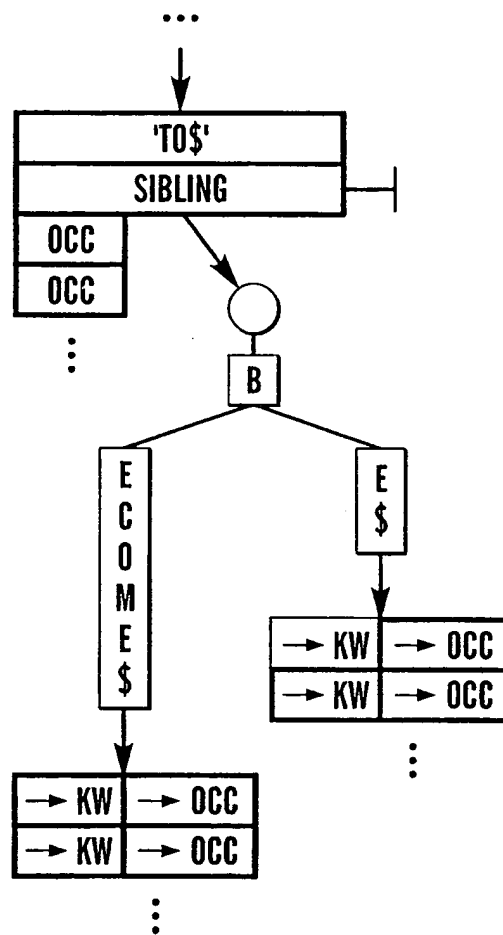 ...
'TO$'
SIBLING
OCC
OCC
...
B
E
C
O
M
E
$
E
$
→ KW → OCC
→ KW → OCC
...
→ KW → OCC
→ KW → OCC
...